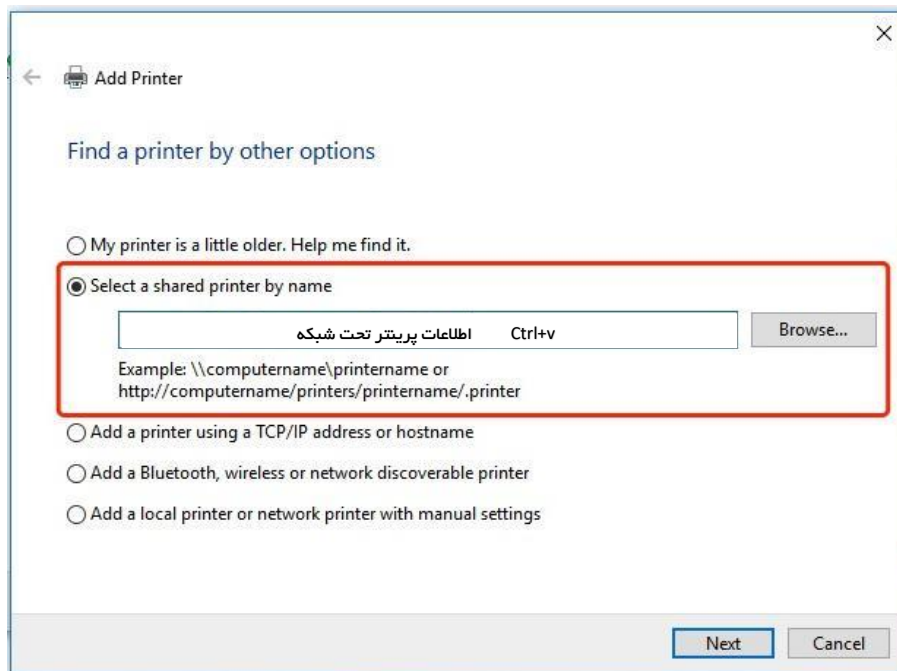 Add Printer
Find a printer by other options
My printer is a little older. Help me find it.
Select a shared printer by name
اطلاعات پرینتر تحت شبکه Ctrl+v
Browse...
Example: \\computername\printername or
http://computername/printers/printername/.printer
Add a printer using a TCP/IP address or hostname
Add a Bluetooth, wireless or network discoverable printer
Add a local printer or network printer with manual settings
Next Cancel